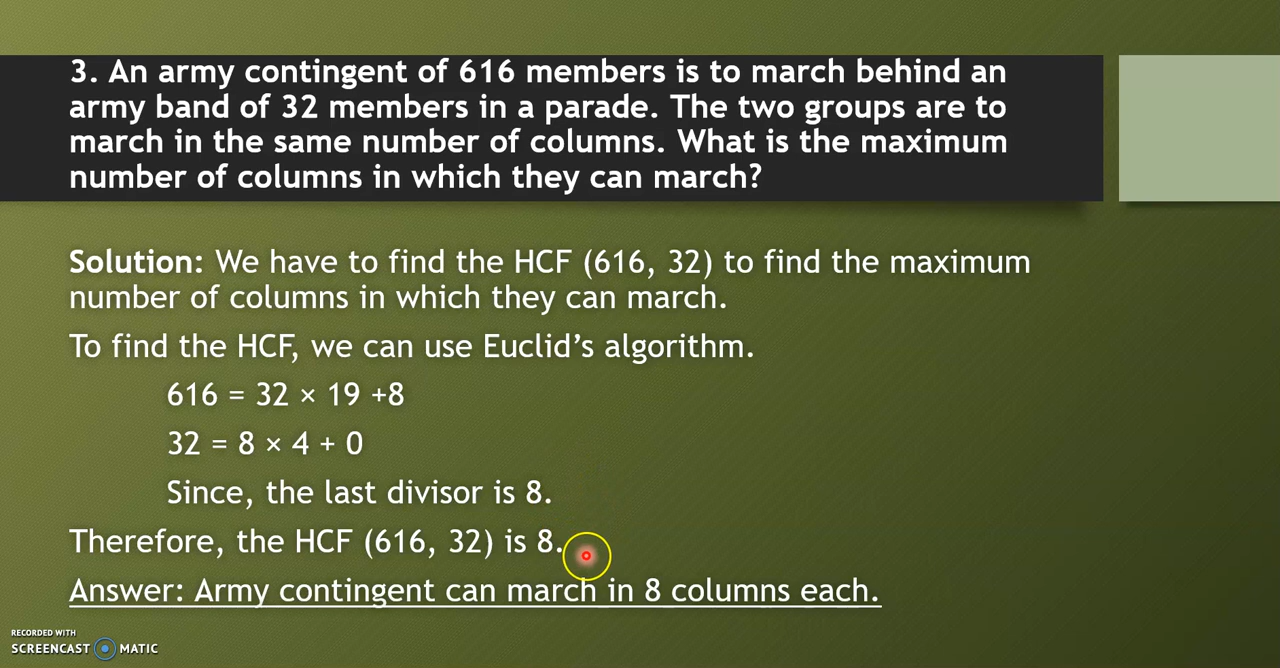 3. An army contingent of 616 members is to march behind an
army band of 32 members in a parade. The two groups are to
march in the same number of columns. What is the maximum
number of columns in which they can march?
Solution: We have to find the HCF (616, 32) to find the maximum
number of columns in which they can march.
To find the HCF, we can use Euclid’s algorithm.
616 = 32 × 19 +8
32 = 8 × 4 + 0
Since, the last divisor is 8.
Therefore, the HCF (616, 32) is 8.
Answer: Army contingent can march in 8 columns each.
RECORDED WITH
SCREENCAST MATIC